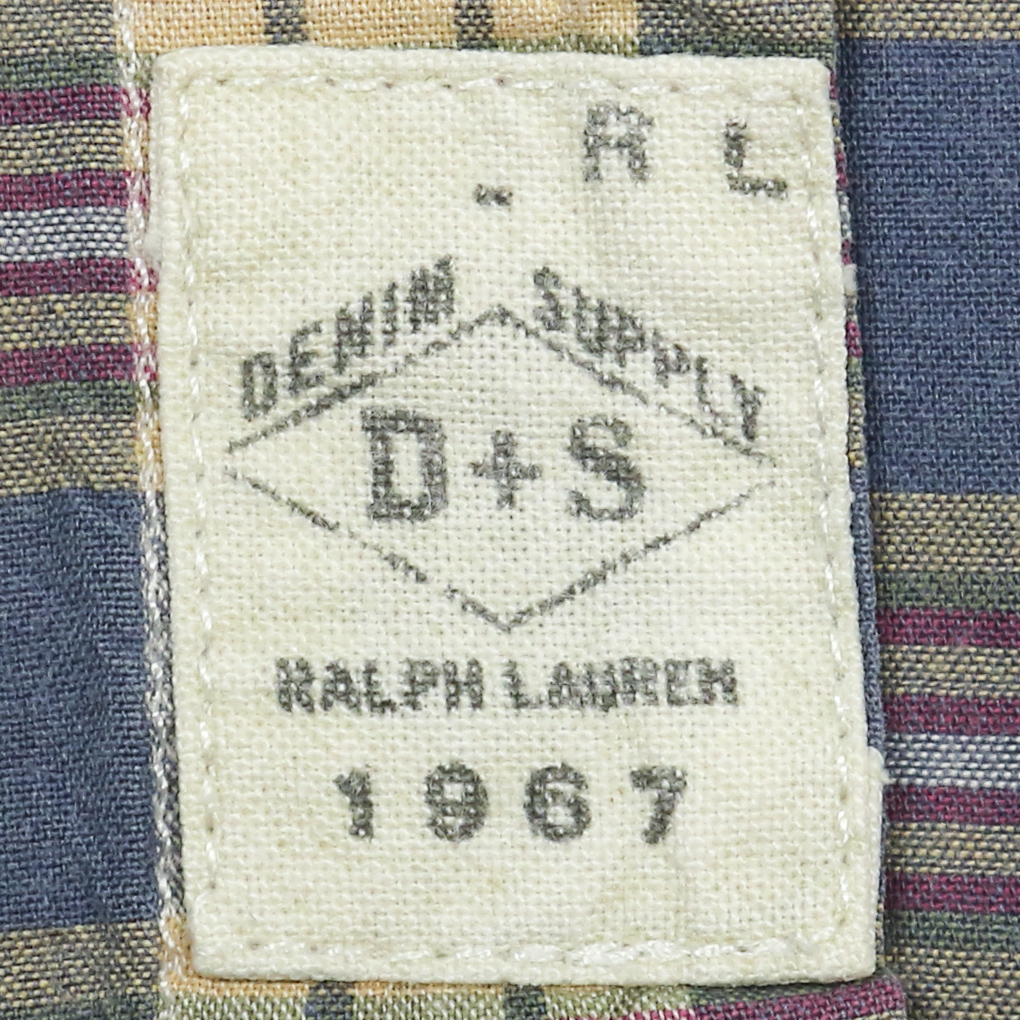 R L
DENIM SUPPLY
D+S
RALPH LAUREN
1967